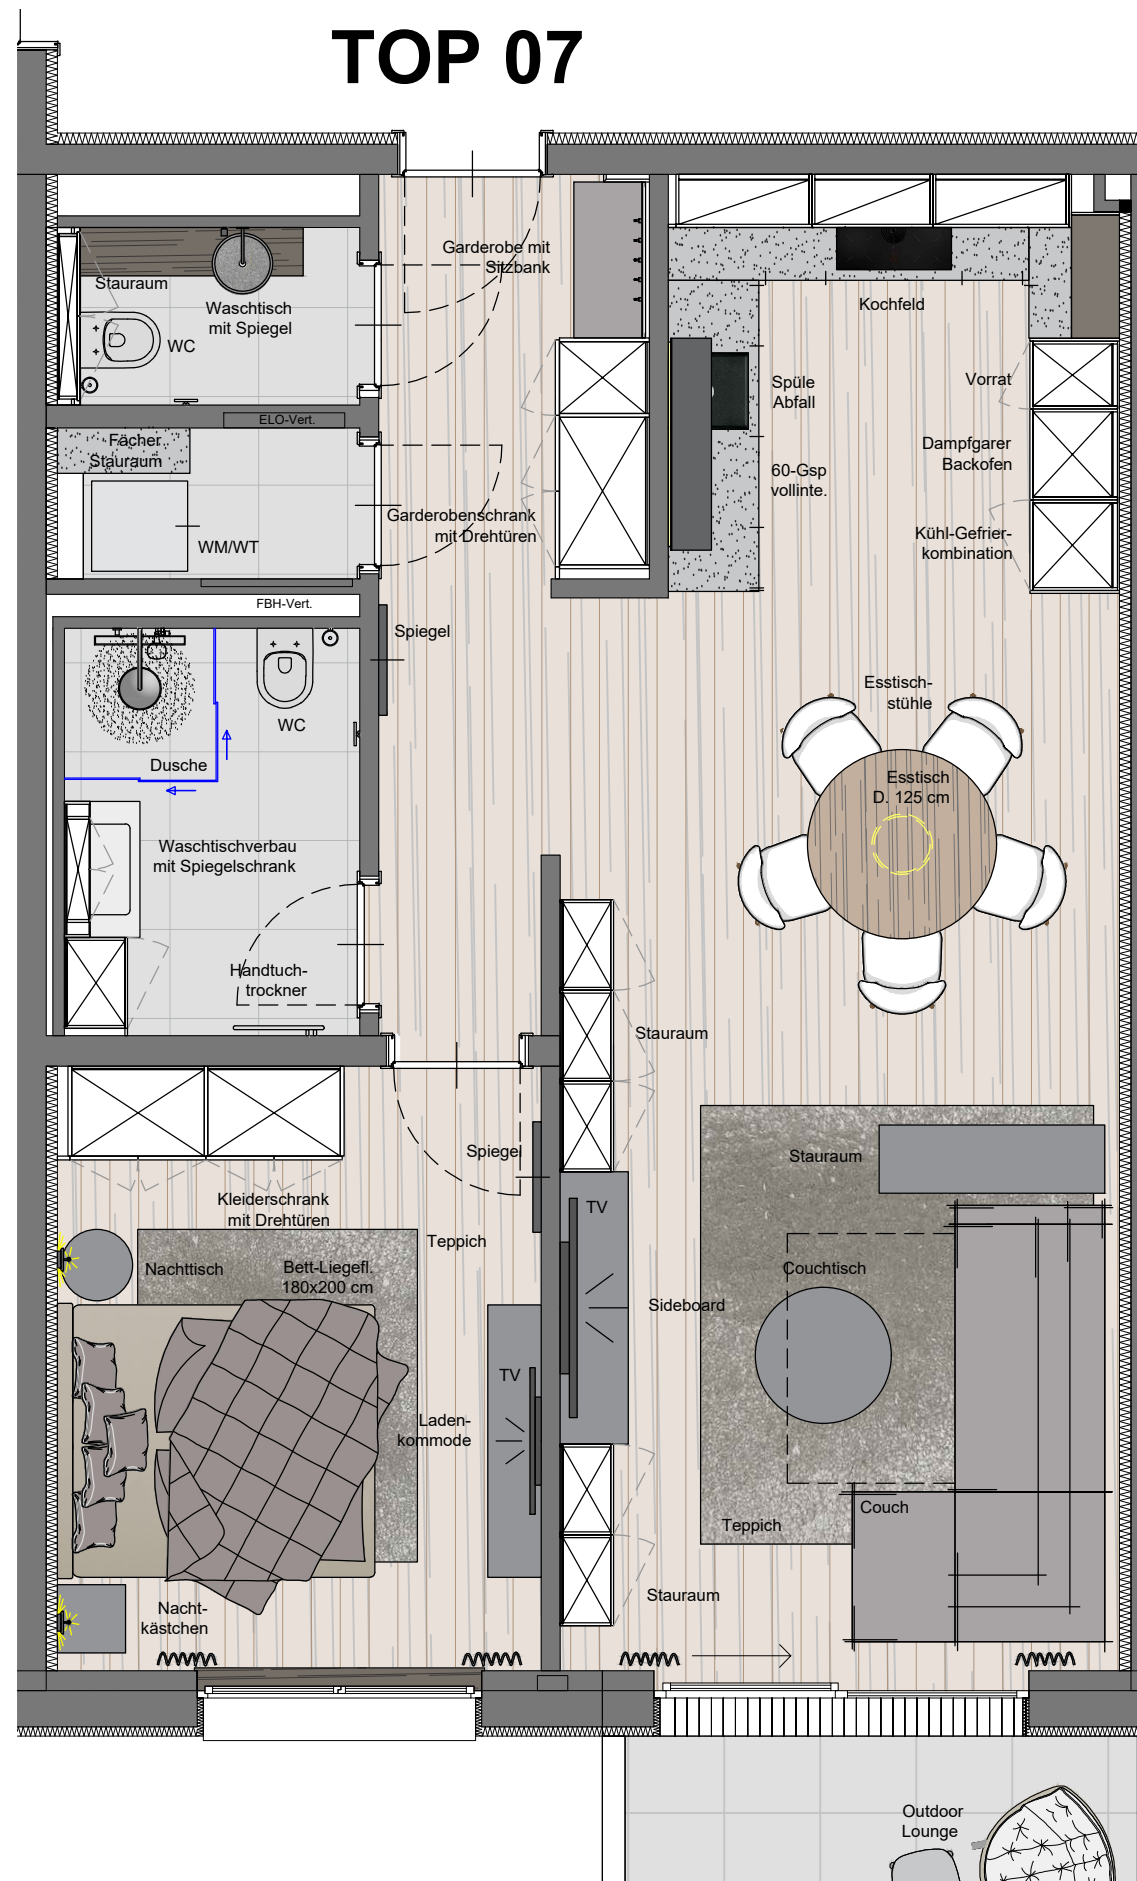 TOP 07
Garderobe mit
Sitzbank
Stauraum
Waschtisch
mit Spiegel
WC
Kochfeld
Spüle
Abfall
Vorrat
ELO-Vert.
Fächer
Stauraum
Dampfgarer
Backofen
60-Gsp
vollinte.
Garderobenschrank
mit Drehtüren
WM/WT
Kühl-Gefrier-
kombination
FBH-Vert.
Spiegel
WC
Esstisch-
stühle
Dusche
Esstisch
D. 125 cm
Waschtischverbau
mit Spiegelschrank
Handtuch-
trockner
Stauraum
Spiegel
Stauraum
Kleiderschrank
mit Drehtüren
TV
Teppich
Nachttisch
Bett-Liegefl.
180x200 cm
Couchtisch
Sideboard
TV
Laden-
kommode
Couch
Teppich
Stauraum
Nacht-
kästchen
Outdoor
Lounge